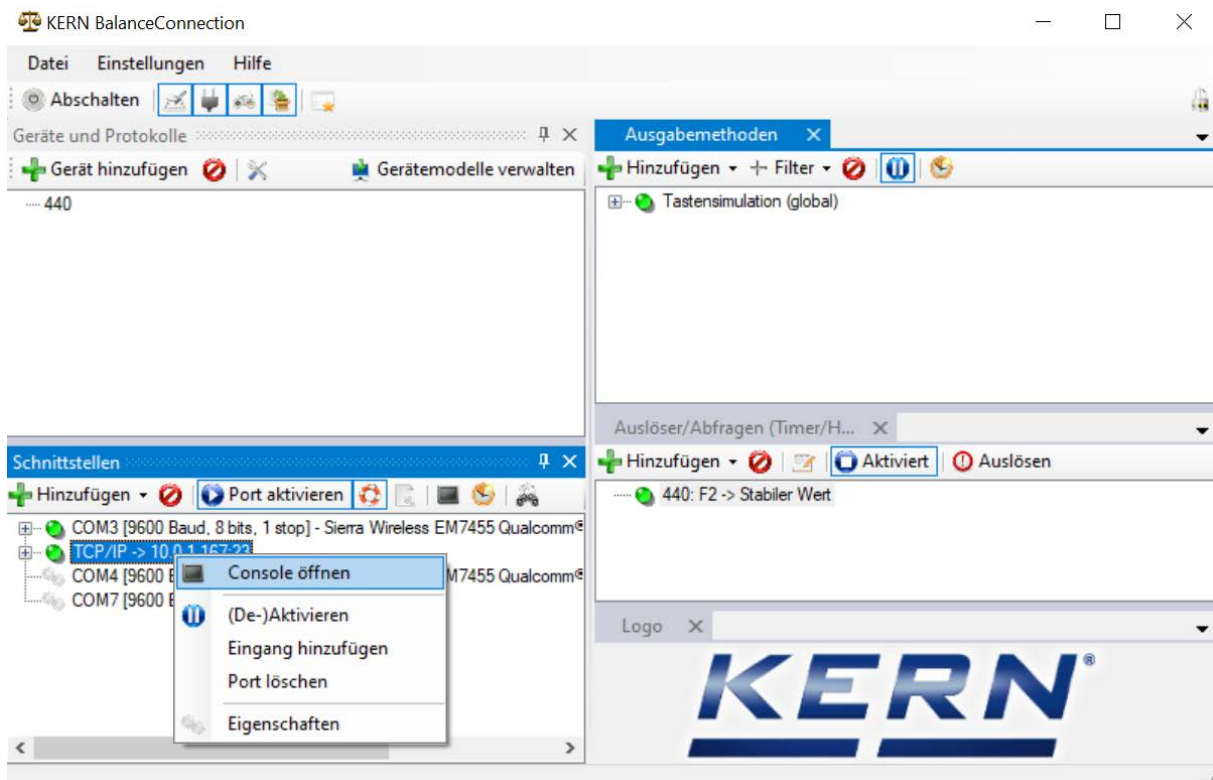 KERN BalanceConnection
Datei Einstellungen Hilfe
Abschalten
Geräte und Protokolle
Gerät hinzufügen Gerätemodelle verwalten
440
Ausgabemethoden
Hinzufügen Filter
Tastensimulation (global)
Auslöser/Abfragen (Timer/H...
Hinzufügen Aktiviert Auslösen
440: F2 -> Stabiler Wert
Schnittstellen
Hinzufügen Port aktivieren
COM3 [9600 Baud, 8 bits, 1 stop] - Sierra Wireless EM7455 Qualcomm®
TCP/IP -> 10.0.1.167:23
COM4 [9600 M7455 Qualcomm®
COM7 [9600
Console öffnen
(De-)Aktivieren
Eingang hinzufügen
Port löschen
Eigenschaften
Logo
KERN®